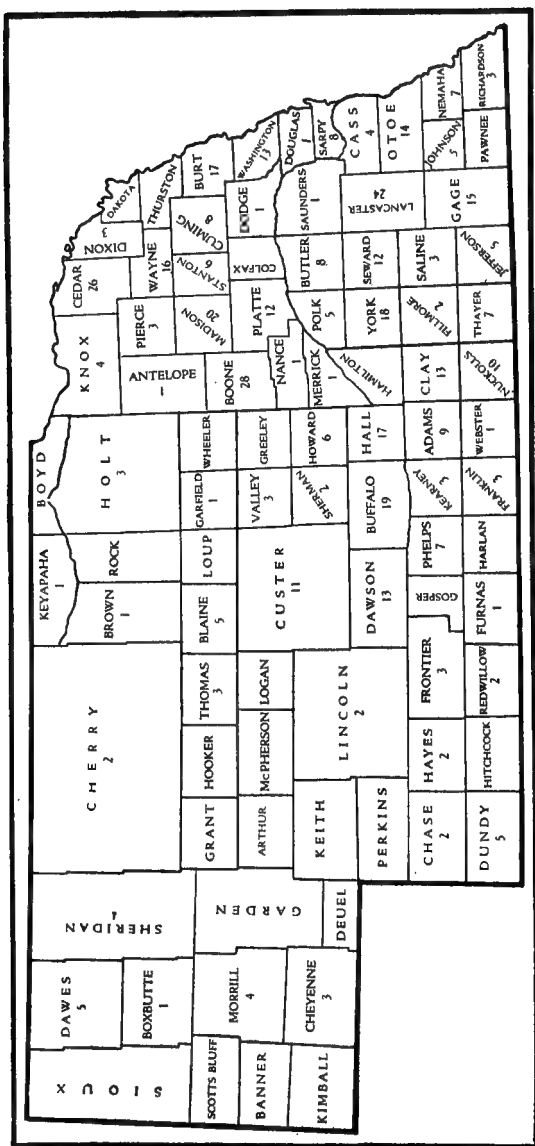 SIOUX
DAWES
5
BOXBUTTE
1
SHERIDAN
4
SCOTTS BLUFF
BANNER
KIMBALL
MORRILL
4
CHEYENNE
3
GARDEN
DEUEL
CHERRY
2
KEYAPAHA
1
BROWN
1
ROCK
BOYD
HOLT
3
GRANT
HOOKER
THOMAS
3
BLAINE
5
LOUP
GARFIELD
1
WHEELER
ARTHUR
McPHERSON
LOGAN
CUSTER
11
VALLEY
3
GREELEY
SHERMAN
2
HOWARD
6
KEITH
LINCOLN
2
PERKINS
DAWSON
13
BUFFALO
19
HALL
17
CHASE
2
HAYES
2
FRONTIER
3
GOSPER
PHELPS
7
KEARNEY
3
ADAMS
9
CLAY
13
FILLMORE
2
SALINE
3
DUNDY
5
HITCHCOCK
REDWILLOW
2
FURNAS
1
HARLAN
FRANKLIN
3
WEBSTER
1
NUCKOLLS
10
THAYER
7
JEFFERSON
5
KNOX
4
CEDAR
26
DIXON
3
DAKOTA
ANTELOPE
1
PIERCE
3
WAYNE
16
THURSTON
BOONE
28
MADISON
20
STANTON
6
CUMING
8
BURT
17
NANCE
1
PLATTE
12
COLFAX
DODGE
1
WASHINGTON
13
MERRICK
1
POLK
5
BUTLER
8
SAUNDERS
1
DOUGLAS
1
SARPY
8
HAMILTON
YORK
18
SEWARD
12
LANCASTER
24
CASS
4
OTOE
14
GAGE
15
JOHNSON
5
NEMAHA
7
PAWNEE
RICHARDSON
3